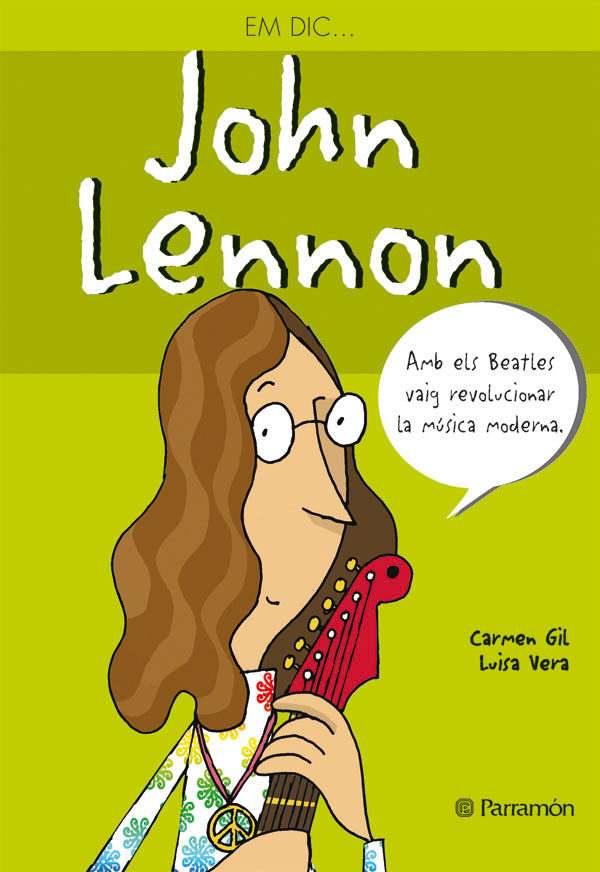 EM DIC...
John
Lennon
Amb els Beatles
vaig revolucionar
la música moderna.
Carmen Gil
Luisa Vera
Parramón